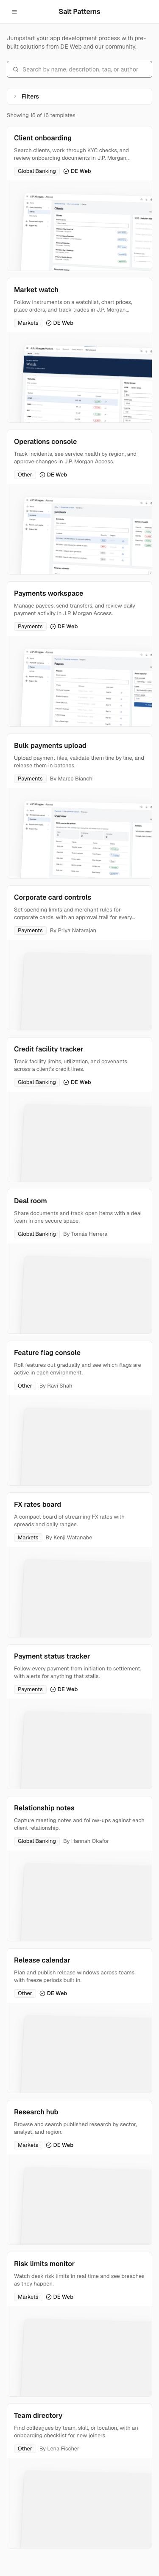 Salt Patterns
Jumpstart your app development process with pre-
built solutions from DE Web and our community.
Search by name, description, tag, or author
Filters
Showing 16 of 16 templates
Client onboarding
Search clients, work through KYC checks, and
review onboarding documents in J.P. Morgan...
Global Banking DE Web
Market watch
Follow instruments on a watchlist, chart prices,
place orders, and track trades in J.P. Morgan...
Markets DE Web
Operations console
Track incidents, see service health by region, and
approve changes in J.P. Morgan Access.
Other DE Web
Payments workspace
Manage payees, send transfers, and review daily
payment activity in J.P. Morgan Access.
Payments DE Web
Bulk payments upload
Upload payment files, validate them line by line, and
release them in batches.
Payments By Marco Bianchi
Corporate card controls
Set spending limits and merchant rules for
corporate cards, with an approval trail for every...
Payments By Priya Natarajan
Credit facility tracker
Track facility limits, utilization, and covenants
across a client's credit lines.
Global Banking DE Web
Deal room
Share documents and track open items with a deal
team in one secure space.
Global Banking By Tomás Herrera
Feature flag console
Roll features out gradually and see which flags are
active in each environment.
Other By Ravi Shah
FX rates board
A compact board of streaming FX rates with
spreads and daily ranges.
Markets By Kenji Watanabe
Payment status tracker
Follow every payment from initiation to settlement,
with alerts for anything that stalls.
Payments DE Web
Relationship notes
Capture meeting notes and follow-ups against each
client relationship.
Global Banking By Hannah Okafor
Release calendar
Plan and publish release windows across teams,
with freeze periods built in.
Other DE Web
Research hub
Browse and search published research by sector,
analyst, and region.
Markets DE Web
Risk limits monitor
Watch desk risk limits in real time and see breaches
as they happen.
Markets DE Web
Team directory
Find colleagues by team, skill, or location, with an
onboarding checklist for new joiners.
Other By Lena Fischer